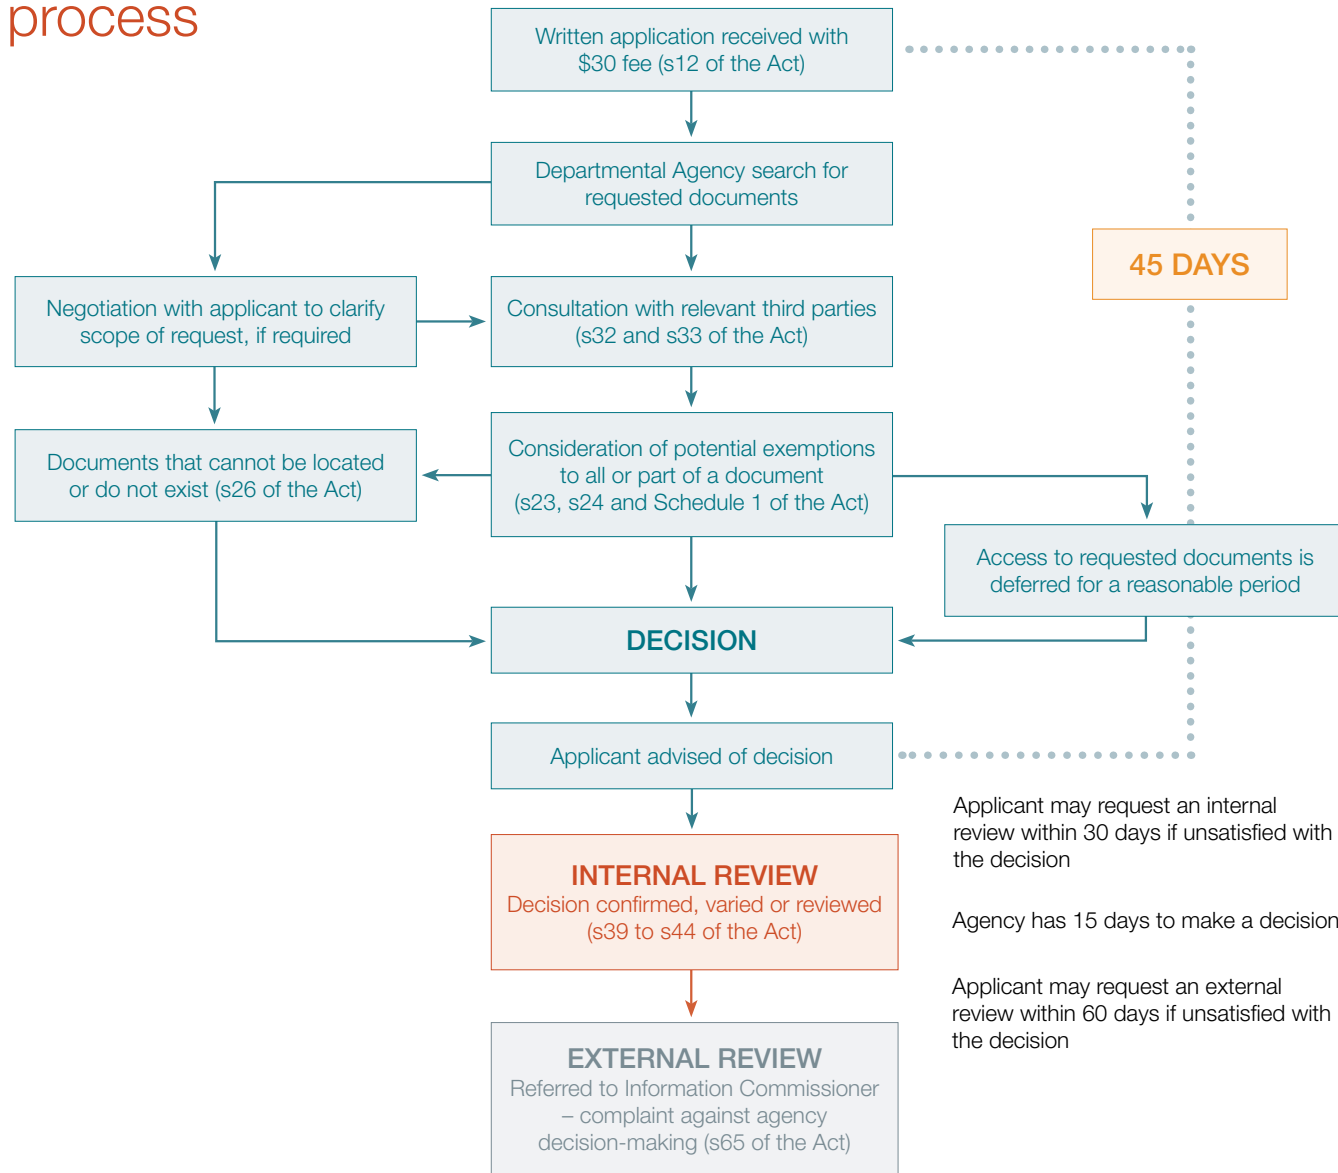 process
Written application received with
$30 fee (s12 of the Act)
Departmental Agency search for
requested documents
45 DAYS
Negotiation with applicant to clarify
scope of request, if required
Consultation with relevant third parties
(s32 and s33 of the Act)
Documents that cannot be located
or do not exist (s26 of the Act)
Consideration of potential exemptions
to all or part of a document
(s23, s24 and Schedule 1 of the Act)
Access to requested documents is
deferred for a reasonable period
DECISION
Applicant advised of decision
Applicant may request an internal
review within 30 days if unsatisfied with
the decision
INTERNAL REVIEW
Decision confirmed, varied or reviewed
(s39 to s44 of the Act)
Agency has 15 days to make a decision
Applicant may request an external
review within 60 days if unsatisfied with
the decision
EXTERNAL REVIEW
Referred to Information Commissioner
– complaint against agency
decision-making (s65 of the Act)